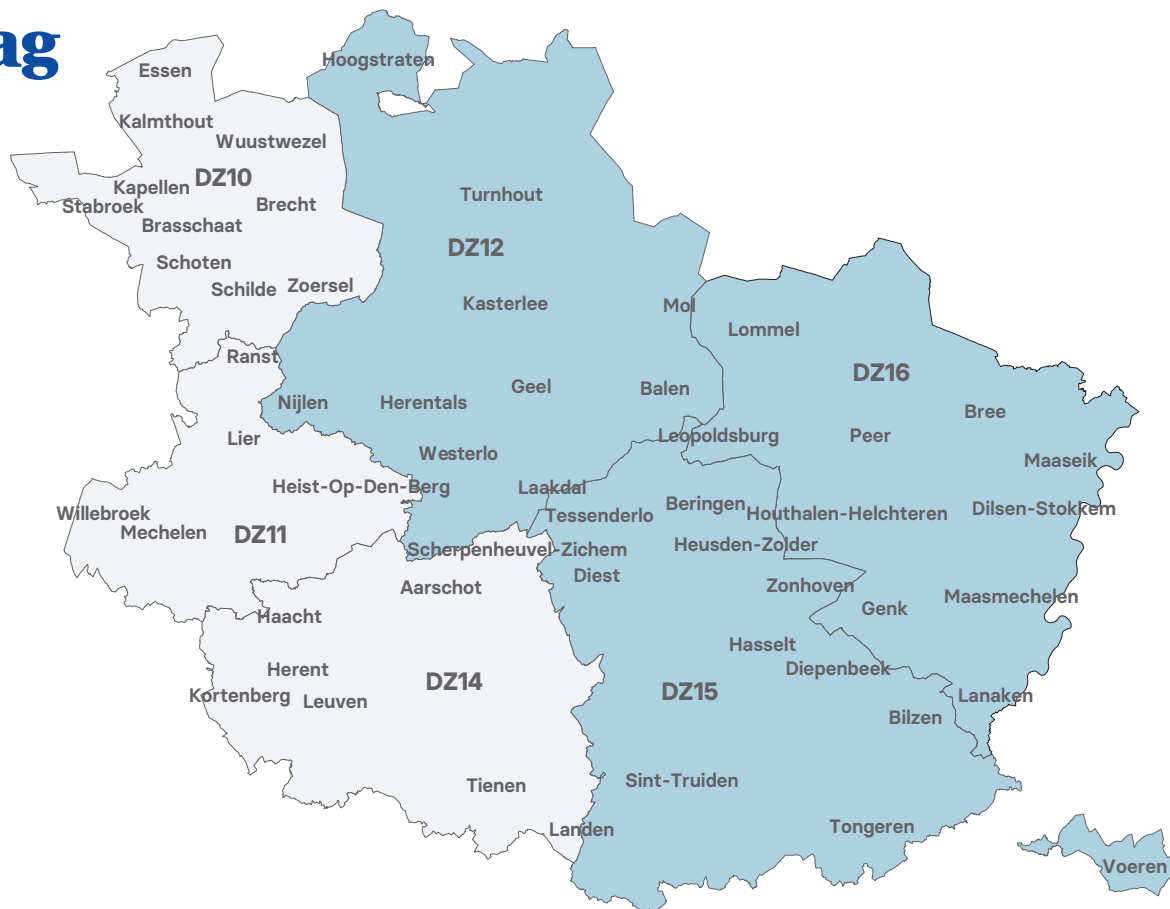 ag
Hoogstraten
Essen
Kalmthout
Wuustwezel
DZ10
Kapellen
Turnhout
Stabroek
Brecht
Brasschaat
DZ12
Schoten
Schilde
Zoersel
Kasterlee
Mol
Lommel
Ranst
DZ16
Geel
Balen
Nijlen
Herentals
Bree
Lier
Leopoldsburg
Peer
Westerlo
Maaseik
Heist-Op-Den-Berg
Laakdal
Beringen
Willebroek
Tessenderlo
Houthalen-Helchteren
Dilsen-Stokkem
Mechelen
DZ11
Scherpenheuvel-Zichem
Heusden-Zolder
Diest
Aarschot
Zonhoven
Maasmechelen
Genk
Haacht
Hasselt
Herent
Diepenbeek
DZ14
DZ15
Kortenberg
Leuven
Lanaken
Bilzen
Tienen
Sint-Truiden
Landen
Tongeren
Voeren